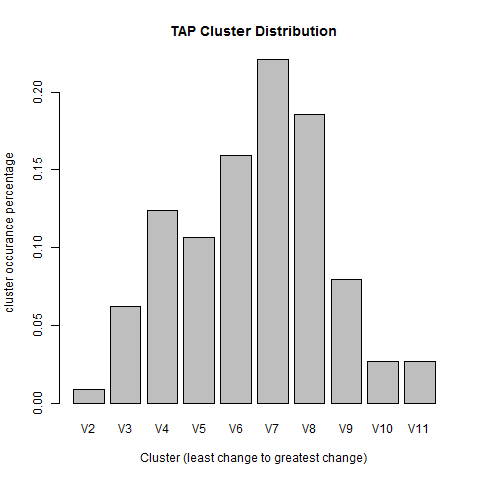 TAP Cluster Distribution
cluster occurance percentage
0.20
0.15
0.10
0.05
0.00
V2 V3 V4 V5 V6 V7 V8 V9 V10 V11
Cluster (least change to greatest change)